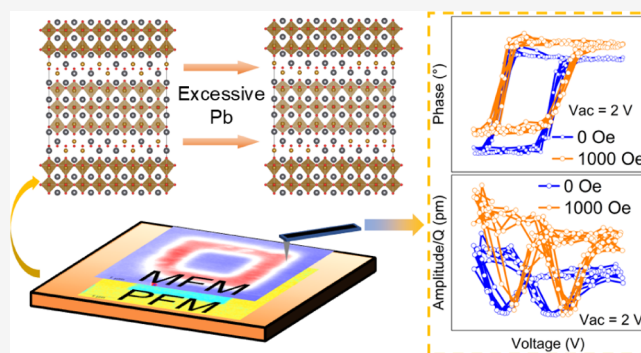 Excessive
Pb
MFM
PFM
Phase (°)
Vac = 2 V
0 Oe
1000 Oe
Amplitude/Q (pm)
0 Oe
1000 Oe
Vac = 2 V
Voltage (V)